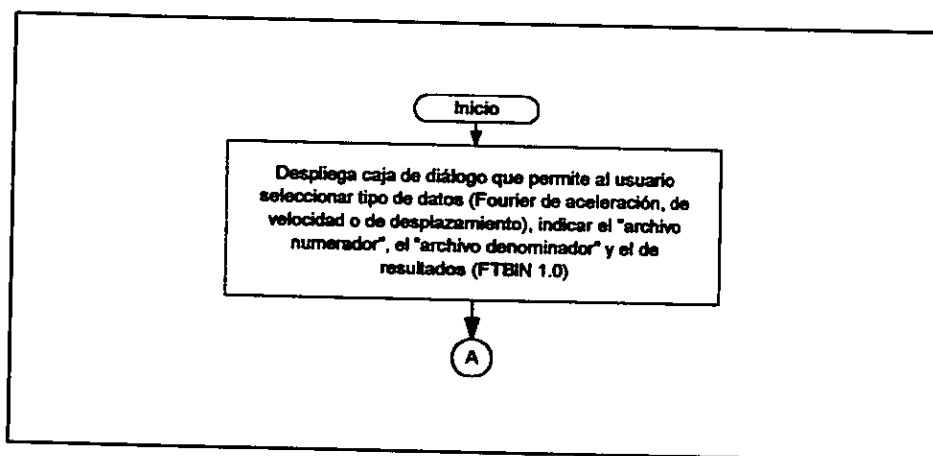 Inicio
Despliega caja de diálogo que permite al usuario
seleccionar tipo de datos (Fourier de aceleración, de
velocidad o de desplazamiento), indicar el "archivo
numerador", el "archivo denominador" y el de
resultados (FTBIN 1.0)
A